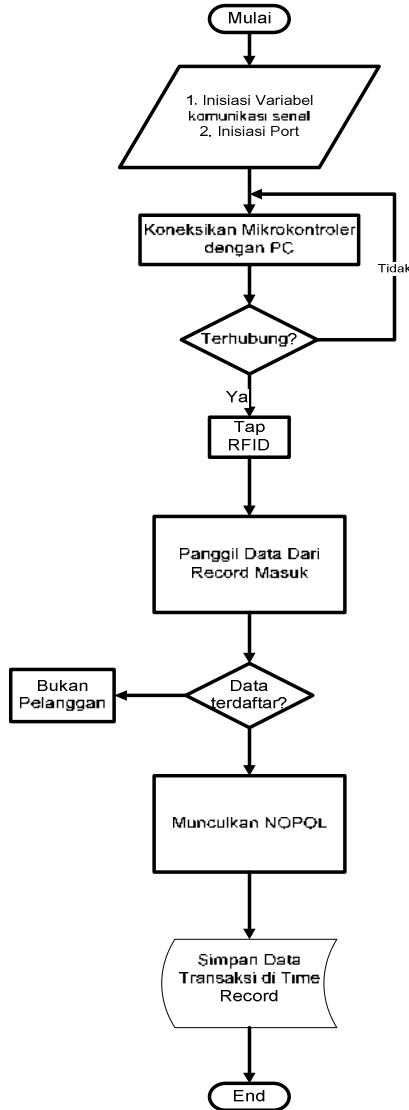 Mulai
1. Inisiasi Variabel
komunikasi serial
2. Inisiasi Port
Koneksikan Mikrokontroler
dengan PC
Tidak
Terhubung?
Ya
Tap
RFID
Panggil Data Dari
Record Masuk
Data
terdaftar?
Bukan
Pelanggan
Munculkan NOPOL
Simpan Data
Transaksi di Time
Record
End